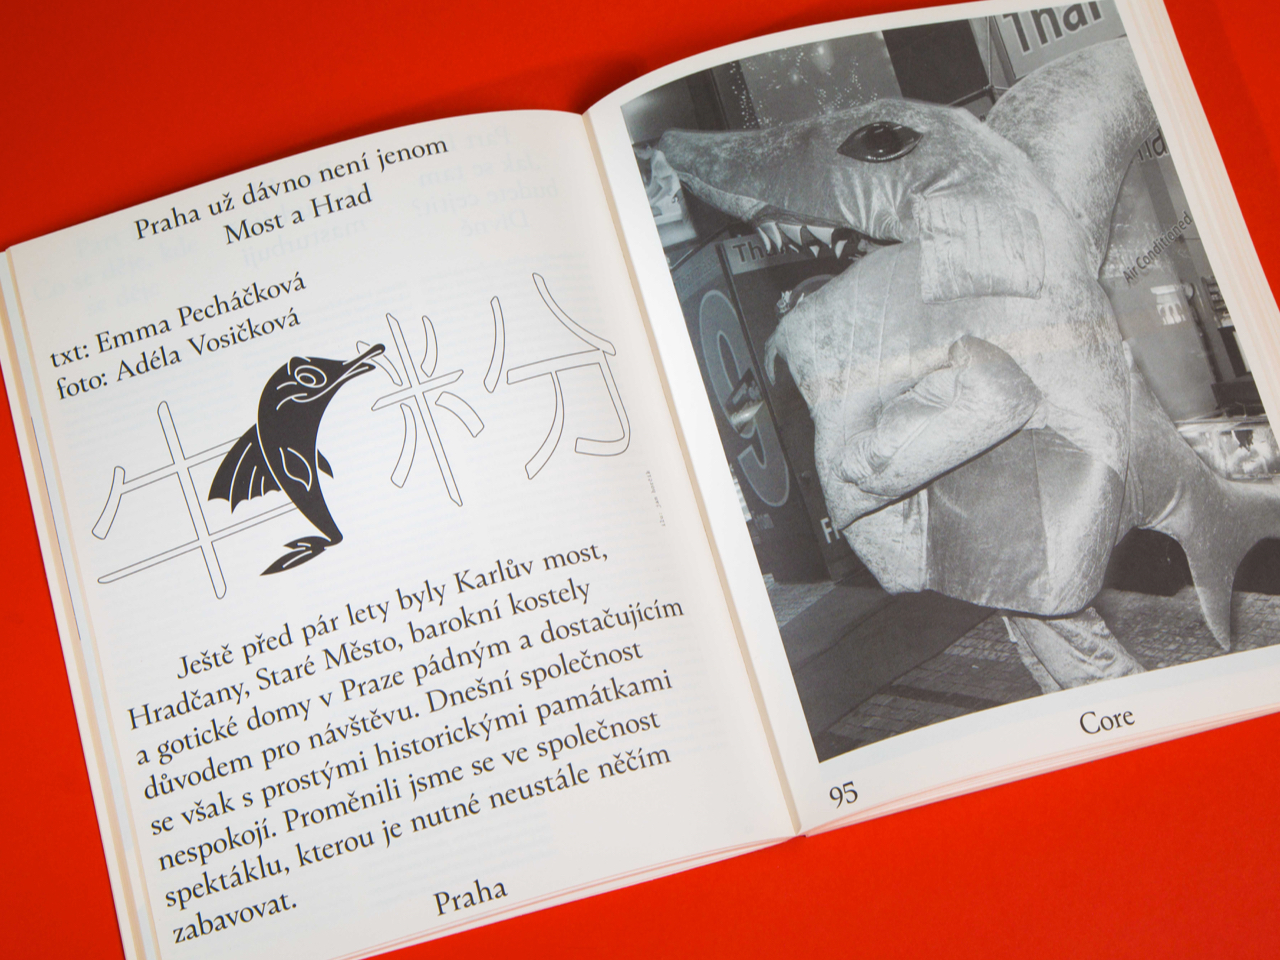 Praha už dávno není jenom
Most a Hrad
txt: Emma Pecháčková
foto: Adéla Vosičková
牛 粉
Ještě před pár lety byly Karlův most,
Hradčany, Staré Město, barokní kostely
a gotické domy v Praze pádným a dostačujícím
důvodem pro návštěvu. Dnešní společnost
se však s prostými historickými památkami
nespokojí. Proměnili jsme se ve společnost
spektáklu, kterou je nutné neustále něčím
zabavovat.
Praha
Thai
Air Conditioned
95
Core